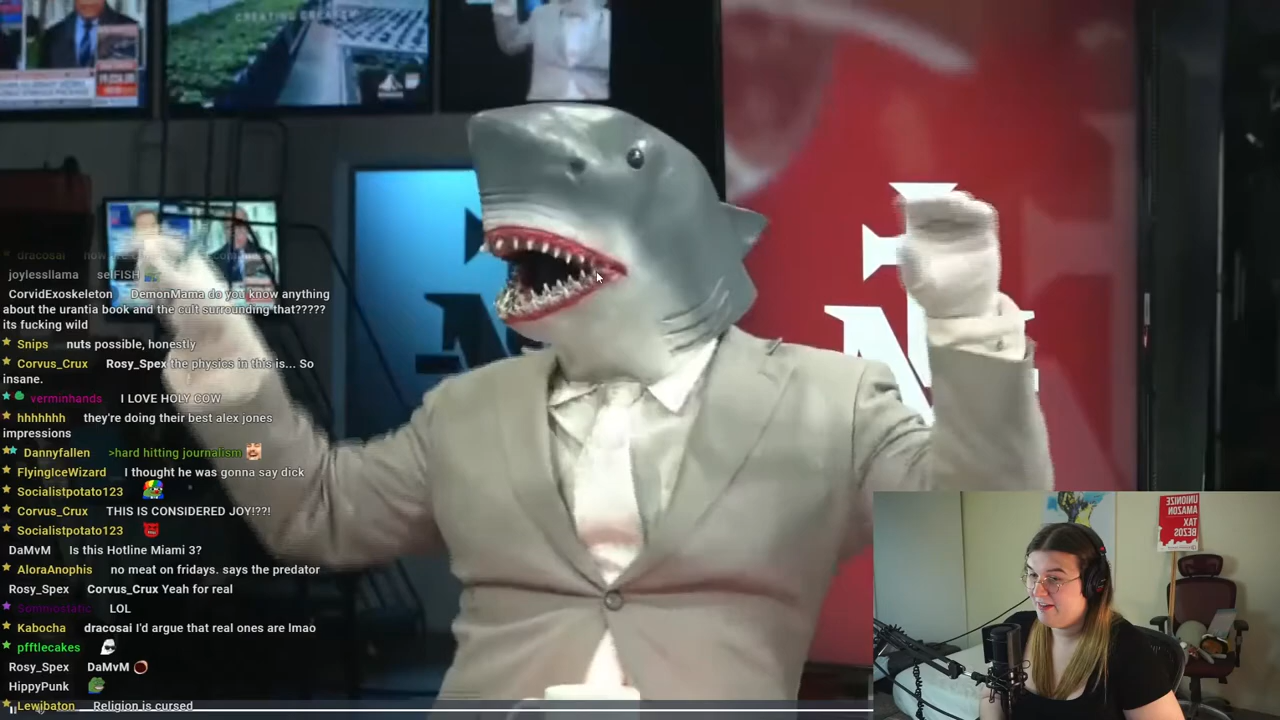 CREATING GREATER
dracosai
joylessllama selFISH
CorvidExoskeleton DemonMama do you know anything
about the urantia book and the cult surrounding that?????
its fucking wild
Snips nuts possible, honestly
Corvus_Crux Rosy_Spex the physics in this is... So
insane.
verminhands I LOVE HOLY COW
hhhhhhh they're doing their best alex jones
impressions
Dannyfallen >hard hitting journalism
FlyingIceWizard I thought he was gonna say dick
Socialistpotato123
Corvus_Crux THIS IS CONSIDERED JOY!?!!
Socialistpotato123
DaMvM Is this Hotline Miami 3?
AloraAnophis no meat on fridays. says the predator
Rosy_Spex Corvus_Crux Yeah for real
Somniostatic LOL
Kabocha dracosai I'd argue that real ones are lmao
pfftlecakes
Rosy_Spex DaMvM
HippyPunk
Lewibaton Religion is cursed
UNIONIZE
AMAZON
TAX
BEZOS